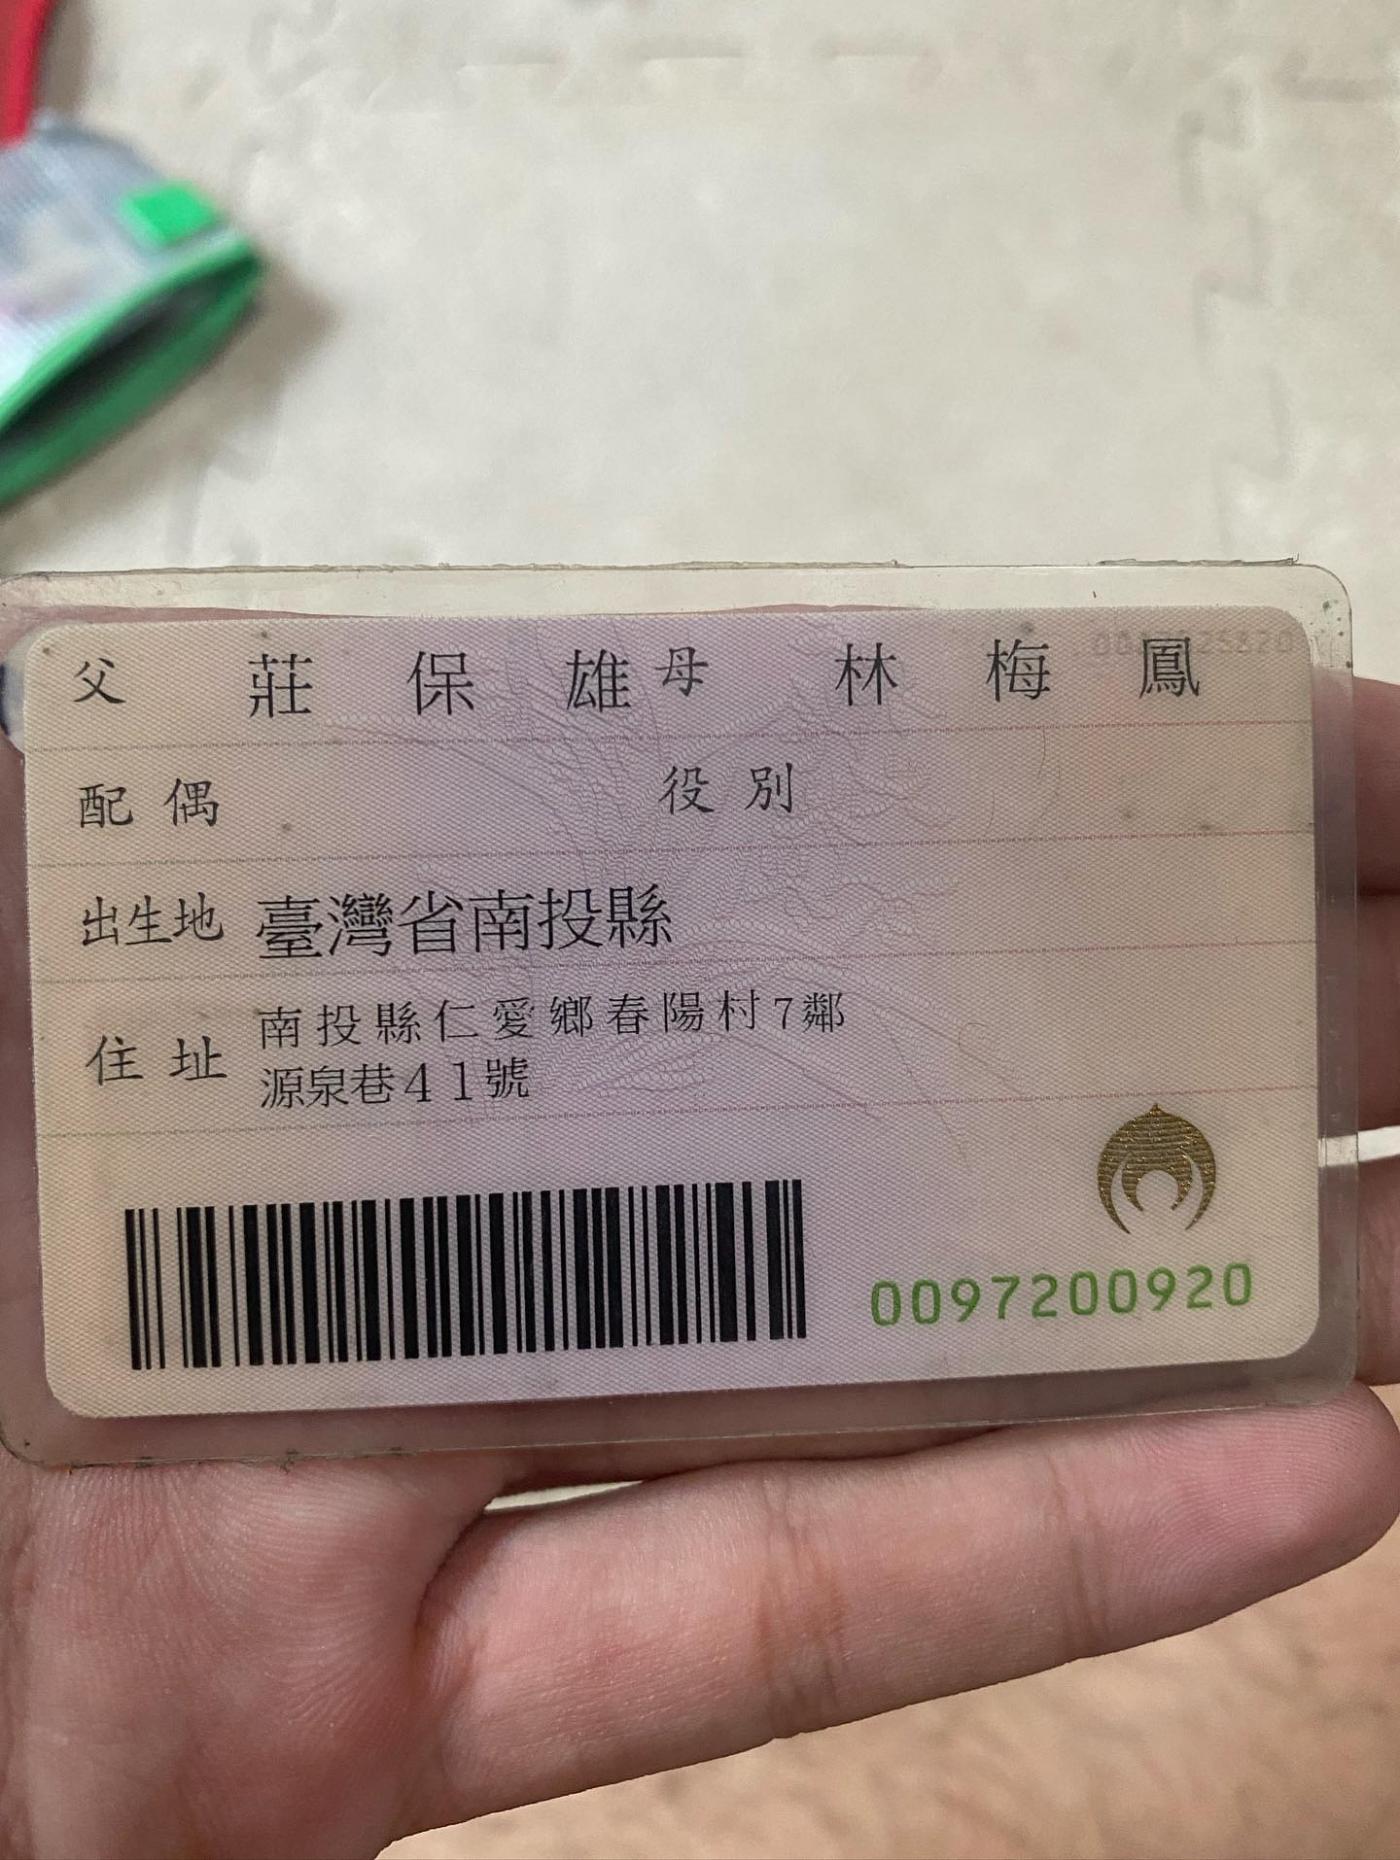 父 莊保雄 母 林梅鳳
配偶 役別
出生地 臺灣省南投縣
住址 南投縣仁愛鄉春陽村7鄰
源泉巷41號
0097200920